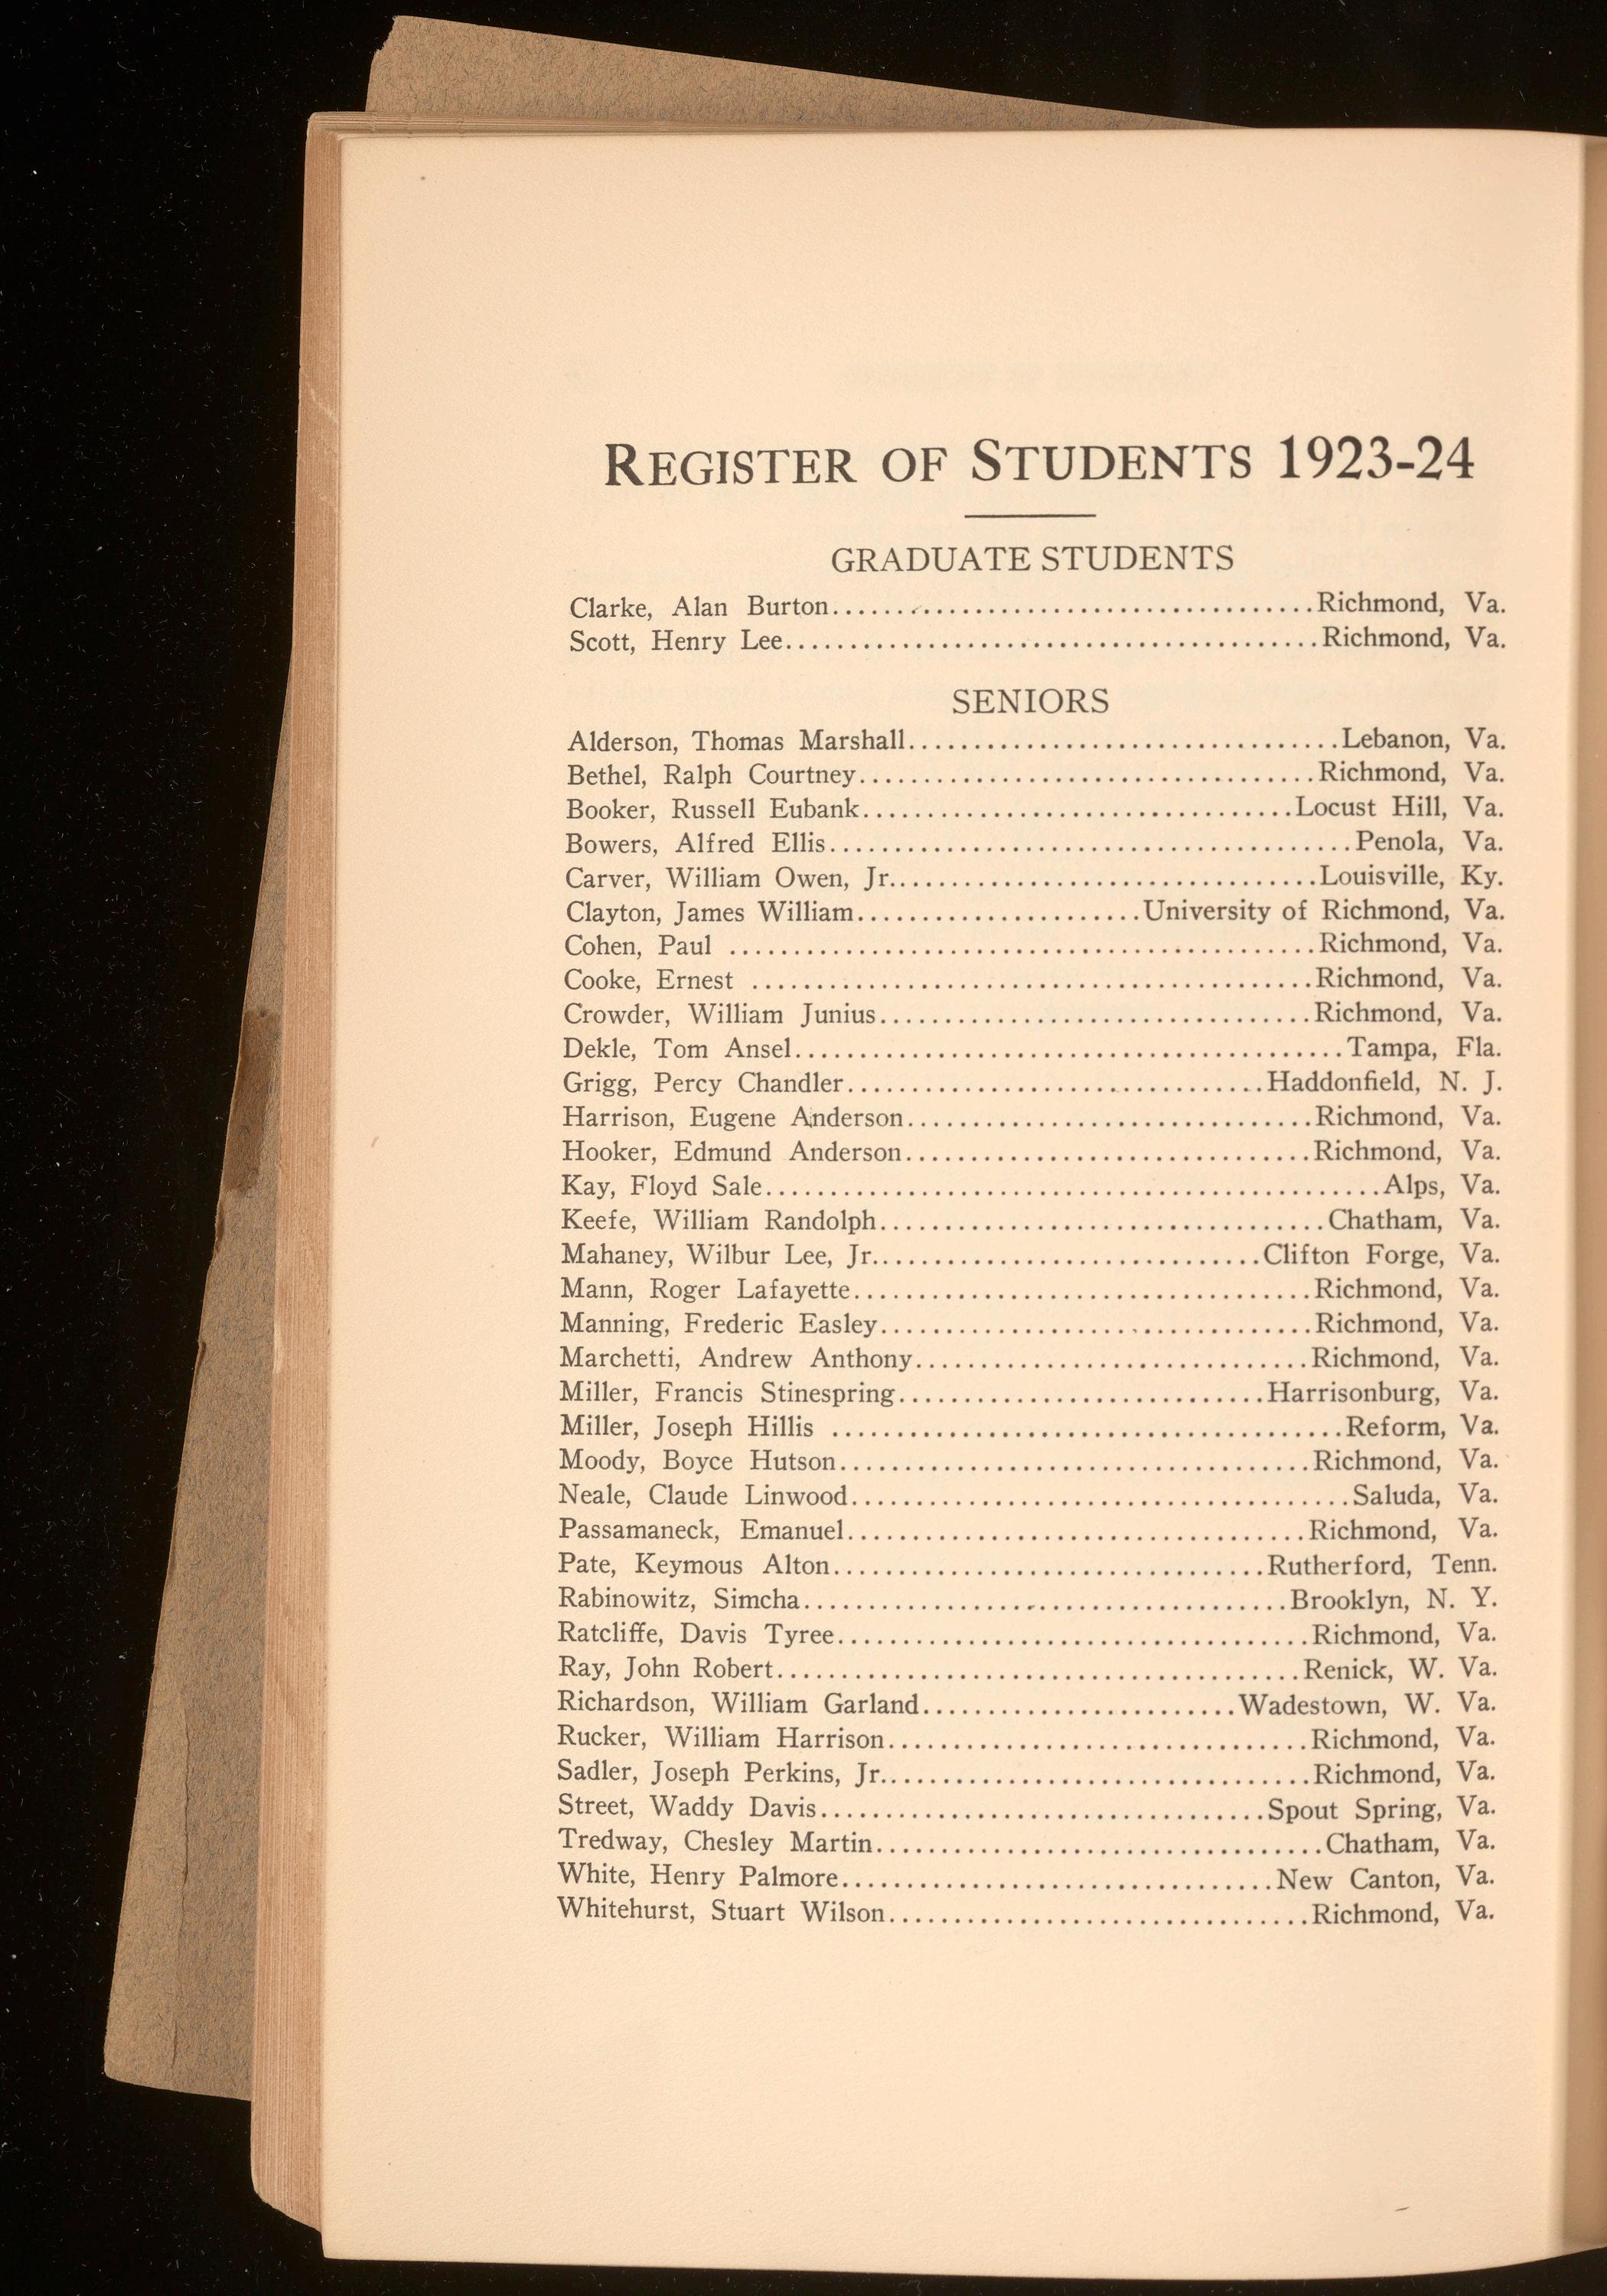 REGISTER OF STUDENTS 1923-24
GRADUATE STUDENTS
Clarke, Alan Burton......................................Richmond, Va.
Scott, Henry Lee..........................................Richmond, Va.
SENIORS
Alderson, Thomas Marshall.................................Lebanon, Va.
Bethel, Ralph Courtney...................................Richmond, Va.
Booker, Russell Eubank.................................Locust Hill, Va.
Bowers, Alfred Ellis........................................Penola, Va.
Carver, William Owen, Jr.................................Louisville, Ky.
Clayton, James William......................University of Richmond, Va.
Cohen, Paul ..............................................Richmond, Va.
Cooke, Ernest ............................................Richmond, Va.
Crowder, William Junius..................................Richmond, Va.
Dekle, Tom Ansel...........................................Tampa, Fla.
Grigg, Percy Chandler.................................Haddonfield, N. J.
Harrison, Eugene Anderson................................Richmond, Va.
Hooker, Edmund Anderson................................Richmond, Va.
Kay, Floyd Sale................................................Alps, Va.
Keefe, William Randolph...................................Chatham, Va.
Mahaney, Wilbur Lee, Jr..............................Clifton Forge, Va.
Mann, Roger Lafayette....................................Richmond, Va.
Manning, Frederic Easley.................................Richmond, Va.
Marchetti, Andrew Anthony...............................Richmond, Va.
Miller, Francis Stinespring.............................Harrisonburg, Va.
Miller, Joseph Hillis ........................................Reform, Va.
Moody, Boyce Hutson.....................................Richmond, Va.
Neale, Claude Linwood.......................................Saluda, Va.
Passamaneck, Emanuel....................................Richmond, Va.
Pate, Keymous Alton..................................Rutherford, Tenn.
Rabinowitz, Simcha......................................Brooklyn, N. Y.
Ratcliffe, Davis Tyree.....................................Richmond, Va.
Ray, John Robert.........................................Renick, W. Va.
Richardson, William Garland.........................Wadestown, W. Va.
Rucker, William Harrison.................................Richmond, Va.
Sadler, Joseph Perkins, Jr.................................Richmond, Va.
Street, Waddy Davis...................................Spout Spring, Va.
Tredway, Chesley Martin...................................Chatham, Va.
White, Henry Palmore..................................New Canton, Va.
Whitehurst, Stuart Wilson.................................Richmond, Va.